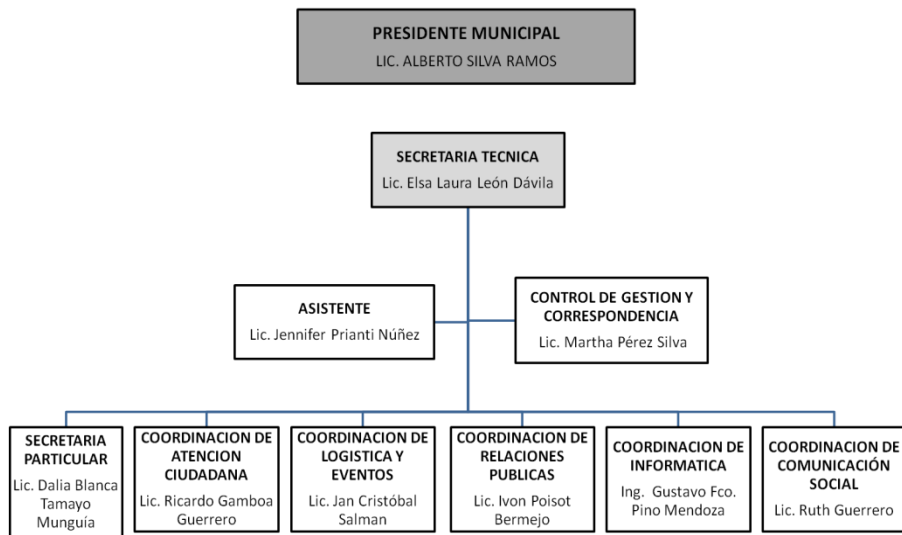 PRESIDENTE MUNICIPAL
LIC. ALBERTO SILVA RAMOS
SECRETARIA TECNICA
Lic. Elsa Laura León Dávila
ASISTENTE
Lic. Jennifer Prianti Núñez
CONTROL DE GESTION Y
CORRESPONDENCIA
Lic. Martha Pérez Silva
SECRETARIA
PARTICULAR
Lic. Dalia Blanca
Tamayo
Munguía
COORDINACION DE
ATENCION
CIUDADANA
Lic. Ricardo Gamboa
Guerrero
COORDINACION DE
LOGISTICA Y
EVENTOS
Lic. Jan Cristóbal
Salman
COORDINACION DE
RELACIONES
PUBLICAS
Lic. Ivon Poisot
Bermejo
COORDINACION DE
INFORMATICA
Ing. Gustavo Fco.
Pino Mendoza
COORDINACION DE
COMUNICACIÓN
SOCIAL
Lic. Ruth Guerrero